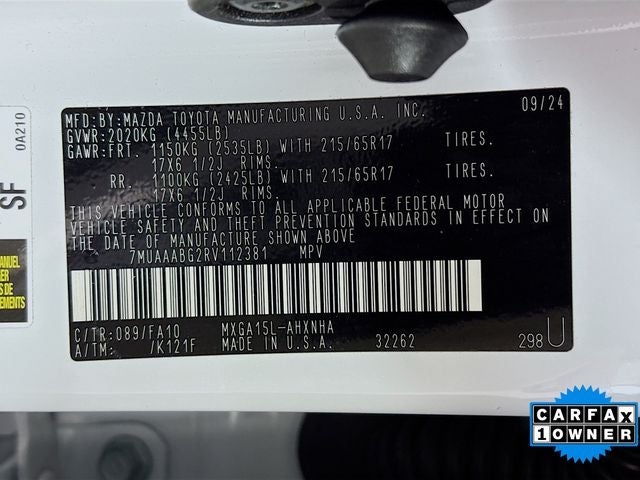 MFD:BY:MAZDA TOYOTA MANUFACTURING U.S.A. INC. 09/24
GVWR:2020KG (4455LB)
GAWR:FRT. 1150KG (2535LB) WITH 215/65R17 TIRES.
17X6 1/2J RIMS.
RR. 1100KG (2425LB) WITH 215/65R17 TIRES.
17X6 1/2J RIMS.
THIS VEHICLE CONFORMS TO ALL APPLICABLE FEDERAL MOTOR
VEHICLE SAFETY AND THEFT PREVENTION STANDARDS IN EFFECT ON
THE DATE OF MANUFACTURE SHOWN ABOVE
7MUAAABG2RV112381 MPV
C/TR:089/FA10 MXGA15L-AHXNHA
A/TM: /K121F MADE IN U.S.A. 32262 298U
0A210
SF
CARFAX
1 OWNER